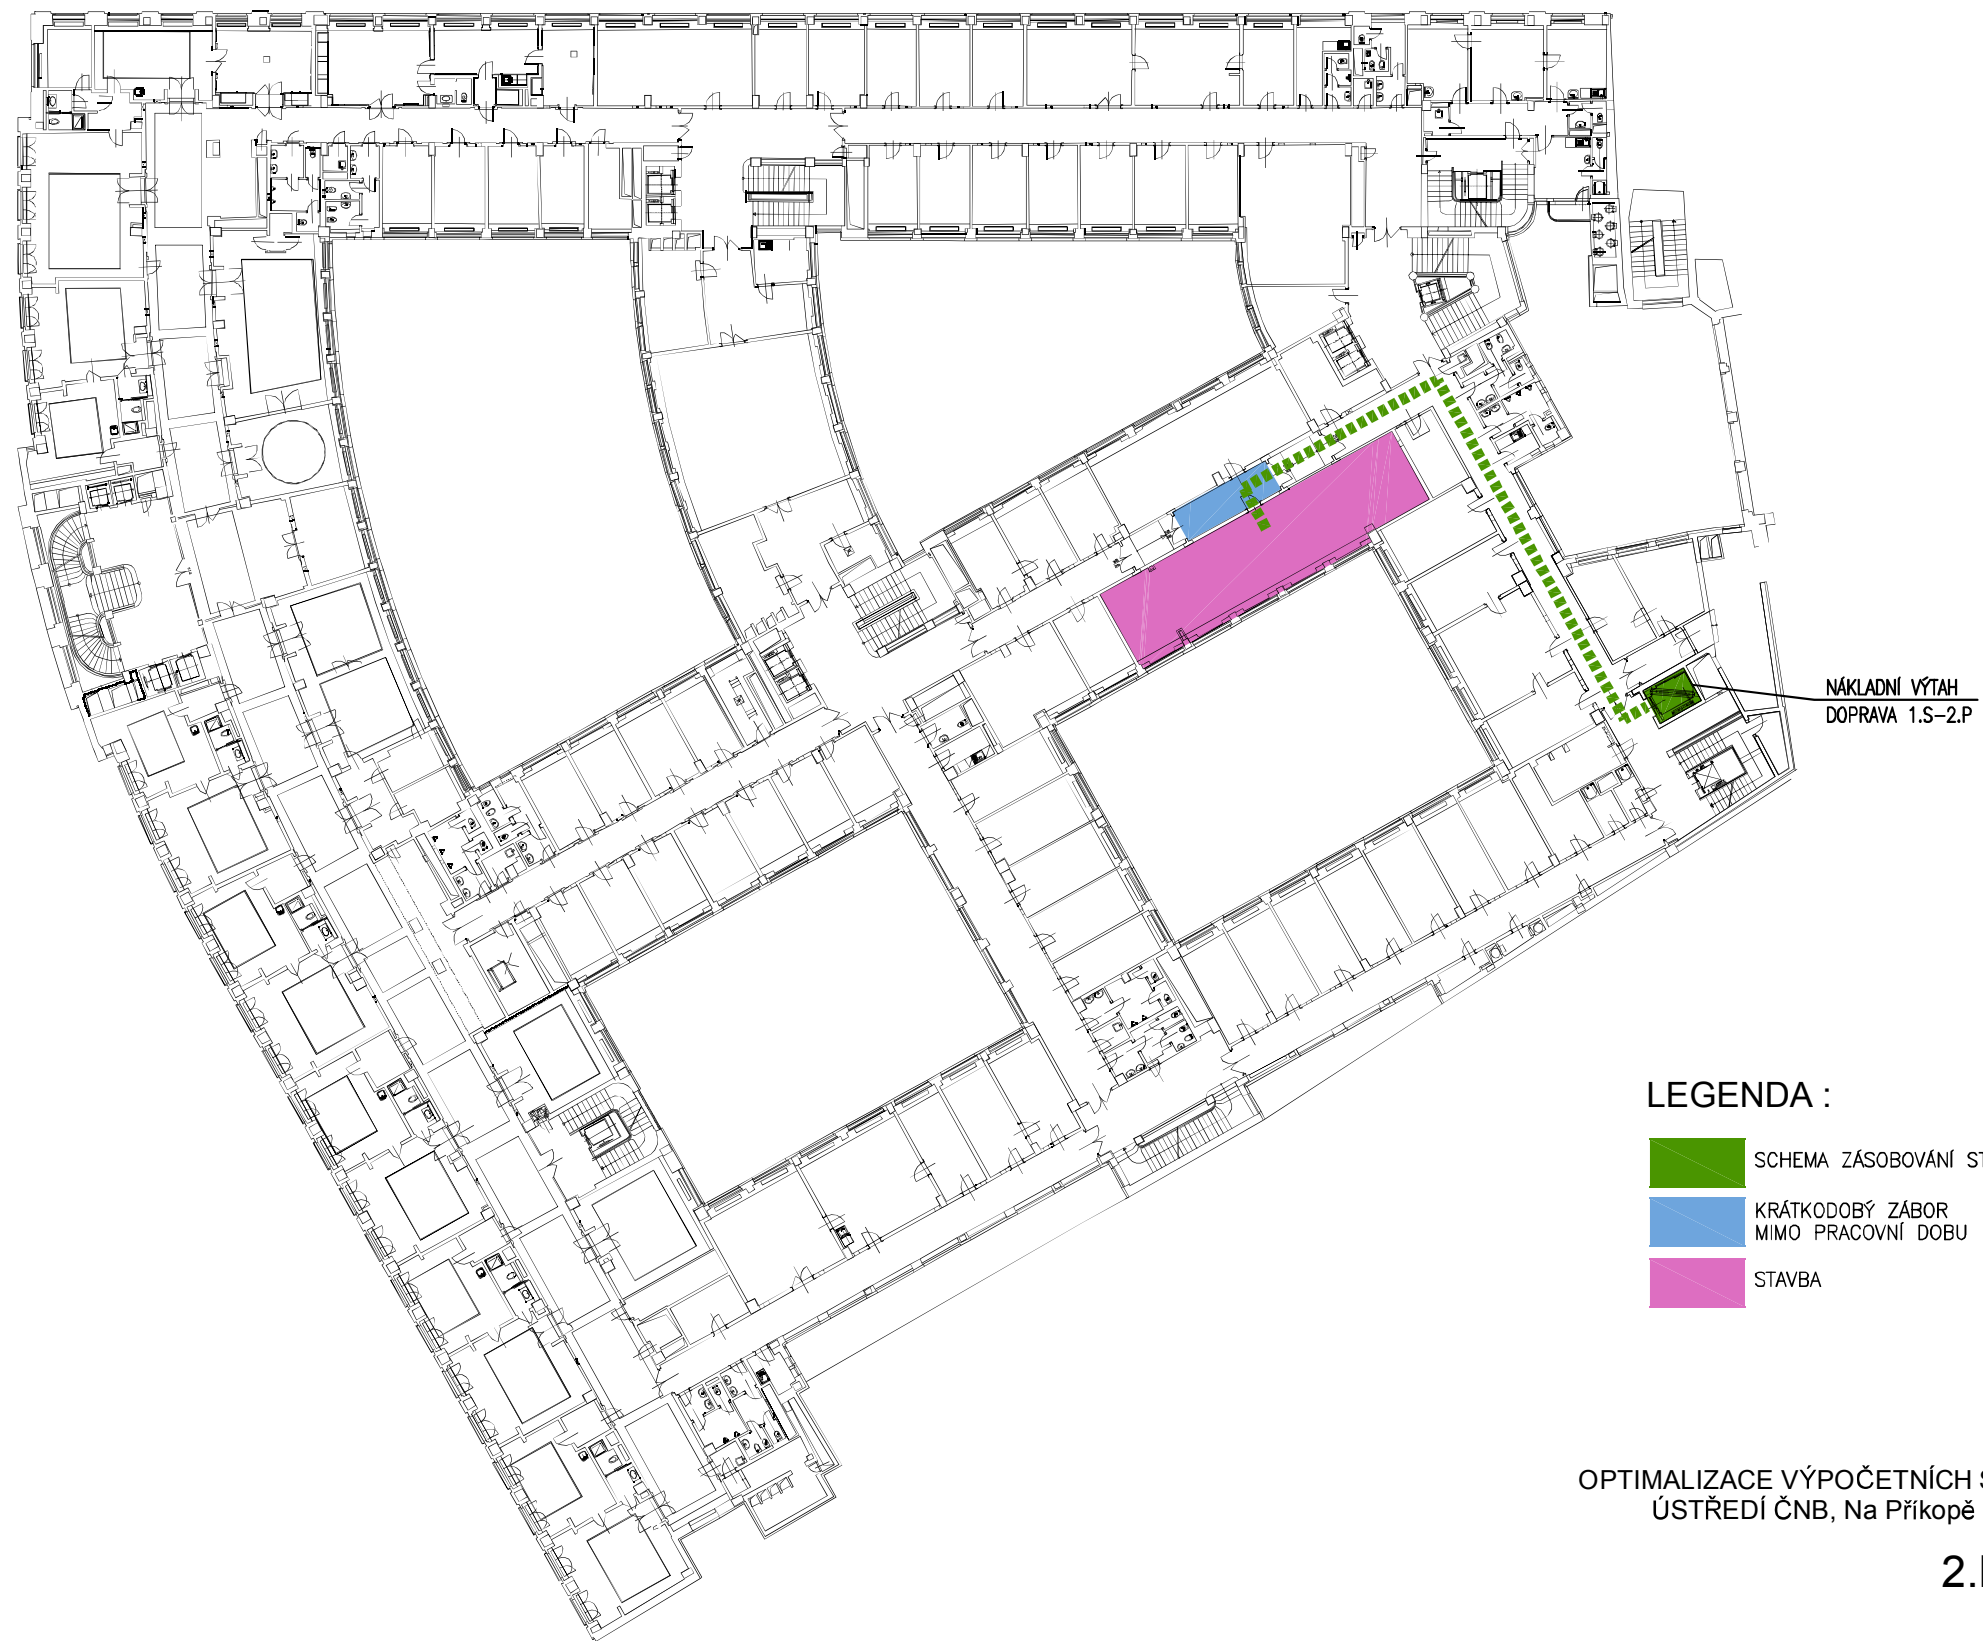 NÁKLADNÍ VÝTAH
DOPRAVA 1.S-2.P
LEGENDA :
SCHEMA ZÁSOBOVÁNÍ
KRÁTKODOBÝ ZÁBOR
MIMO PRACOVNÍ DOBU
STAVBA
OPTIMALIZACE VÝPOČETNÍCH
ÚSTŘEDÍ ČNB, Na Příkopě